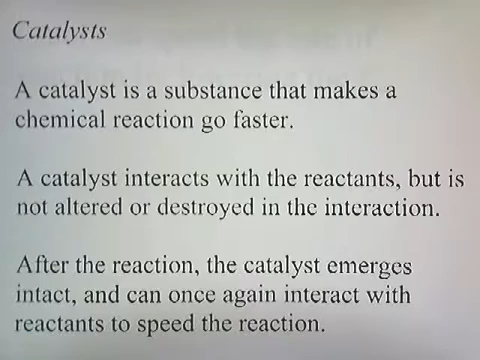 Catalysts
A catalyst is a substance that makes a
chemical reaction go faster.
A catalyst interacts with the reactants, but is
not altered or destroyed in the interaction.
After the reaction, the catalyst emerges
intact, and can once again interact with
reactants to speed the reaction.